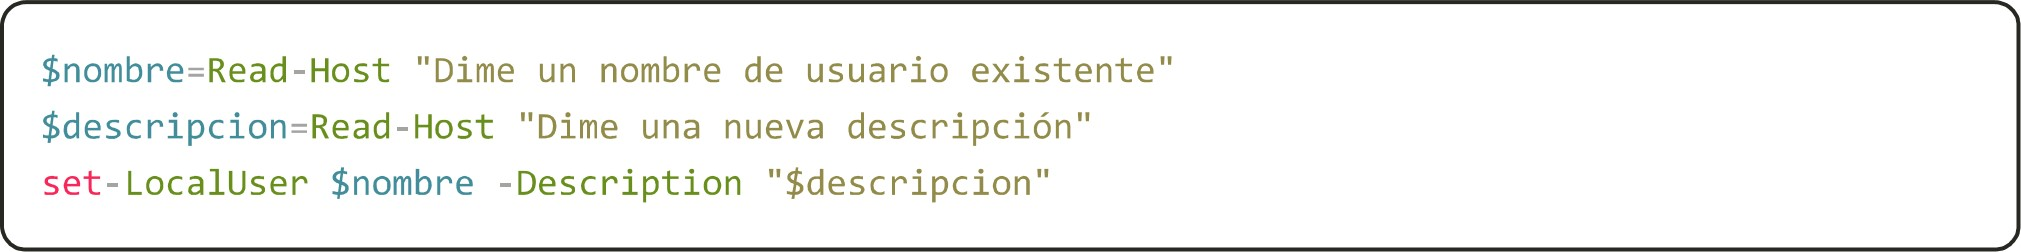 $nombre=Read-Host "Dime un nombre de usuario existente"
$descripcion=Read-Host "Dime una nueva descripción"
set-LocalUser $nombre -Description "$descripcion"